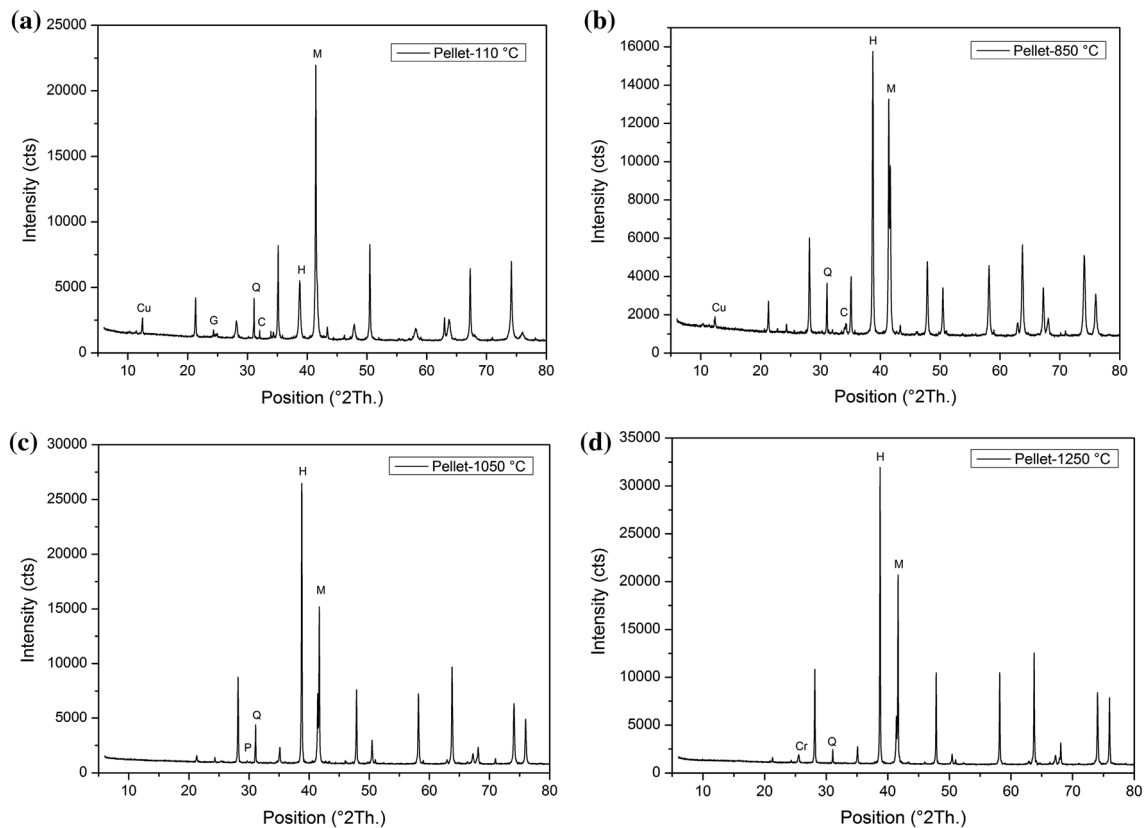 (a)
25000
20000
15000
10000
5000
0
Intensity (cts)
Pellet-110 °C
M
H
Q
C
G
Cu
10 20 30 40 50 60 70 80
Position (°2Th.)
(b)
16000
14000
12000
10000
8000
6000
4000
2000
0
Intensity (cts)
Pellet-850 °C
H
M
Q
C
Cu
10 20 30 40 50 60 70 80
Position (°2Th.)
(c)
30000
25000
20000
15000
10000
5000
0
Intensity (cts)
Pellet-1050 °C
H
M
Q
P
10 20 30 40 50 60 70 80
Position (°2Th.)
(d)
35000
30000
25000
20000
15000
10000
5000
0
Intensity (cts)
Pellet-1250 °C
H
M
Cr
Q
10 20 30 40 50 60 70 80
Position (°2Th.)